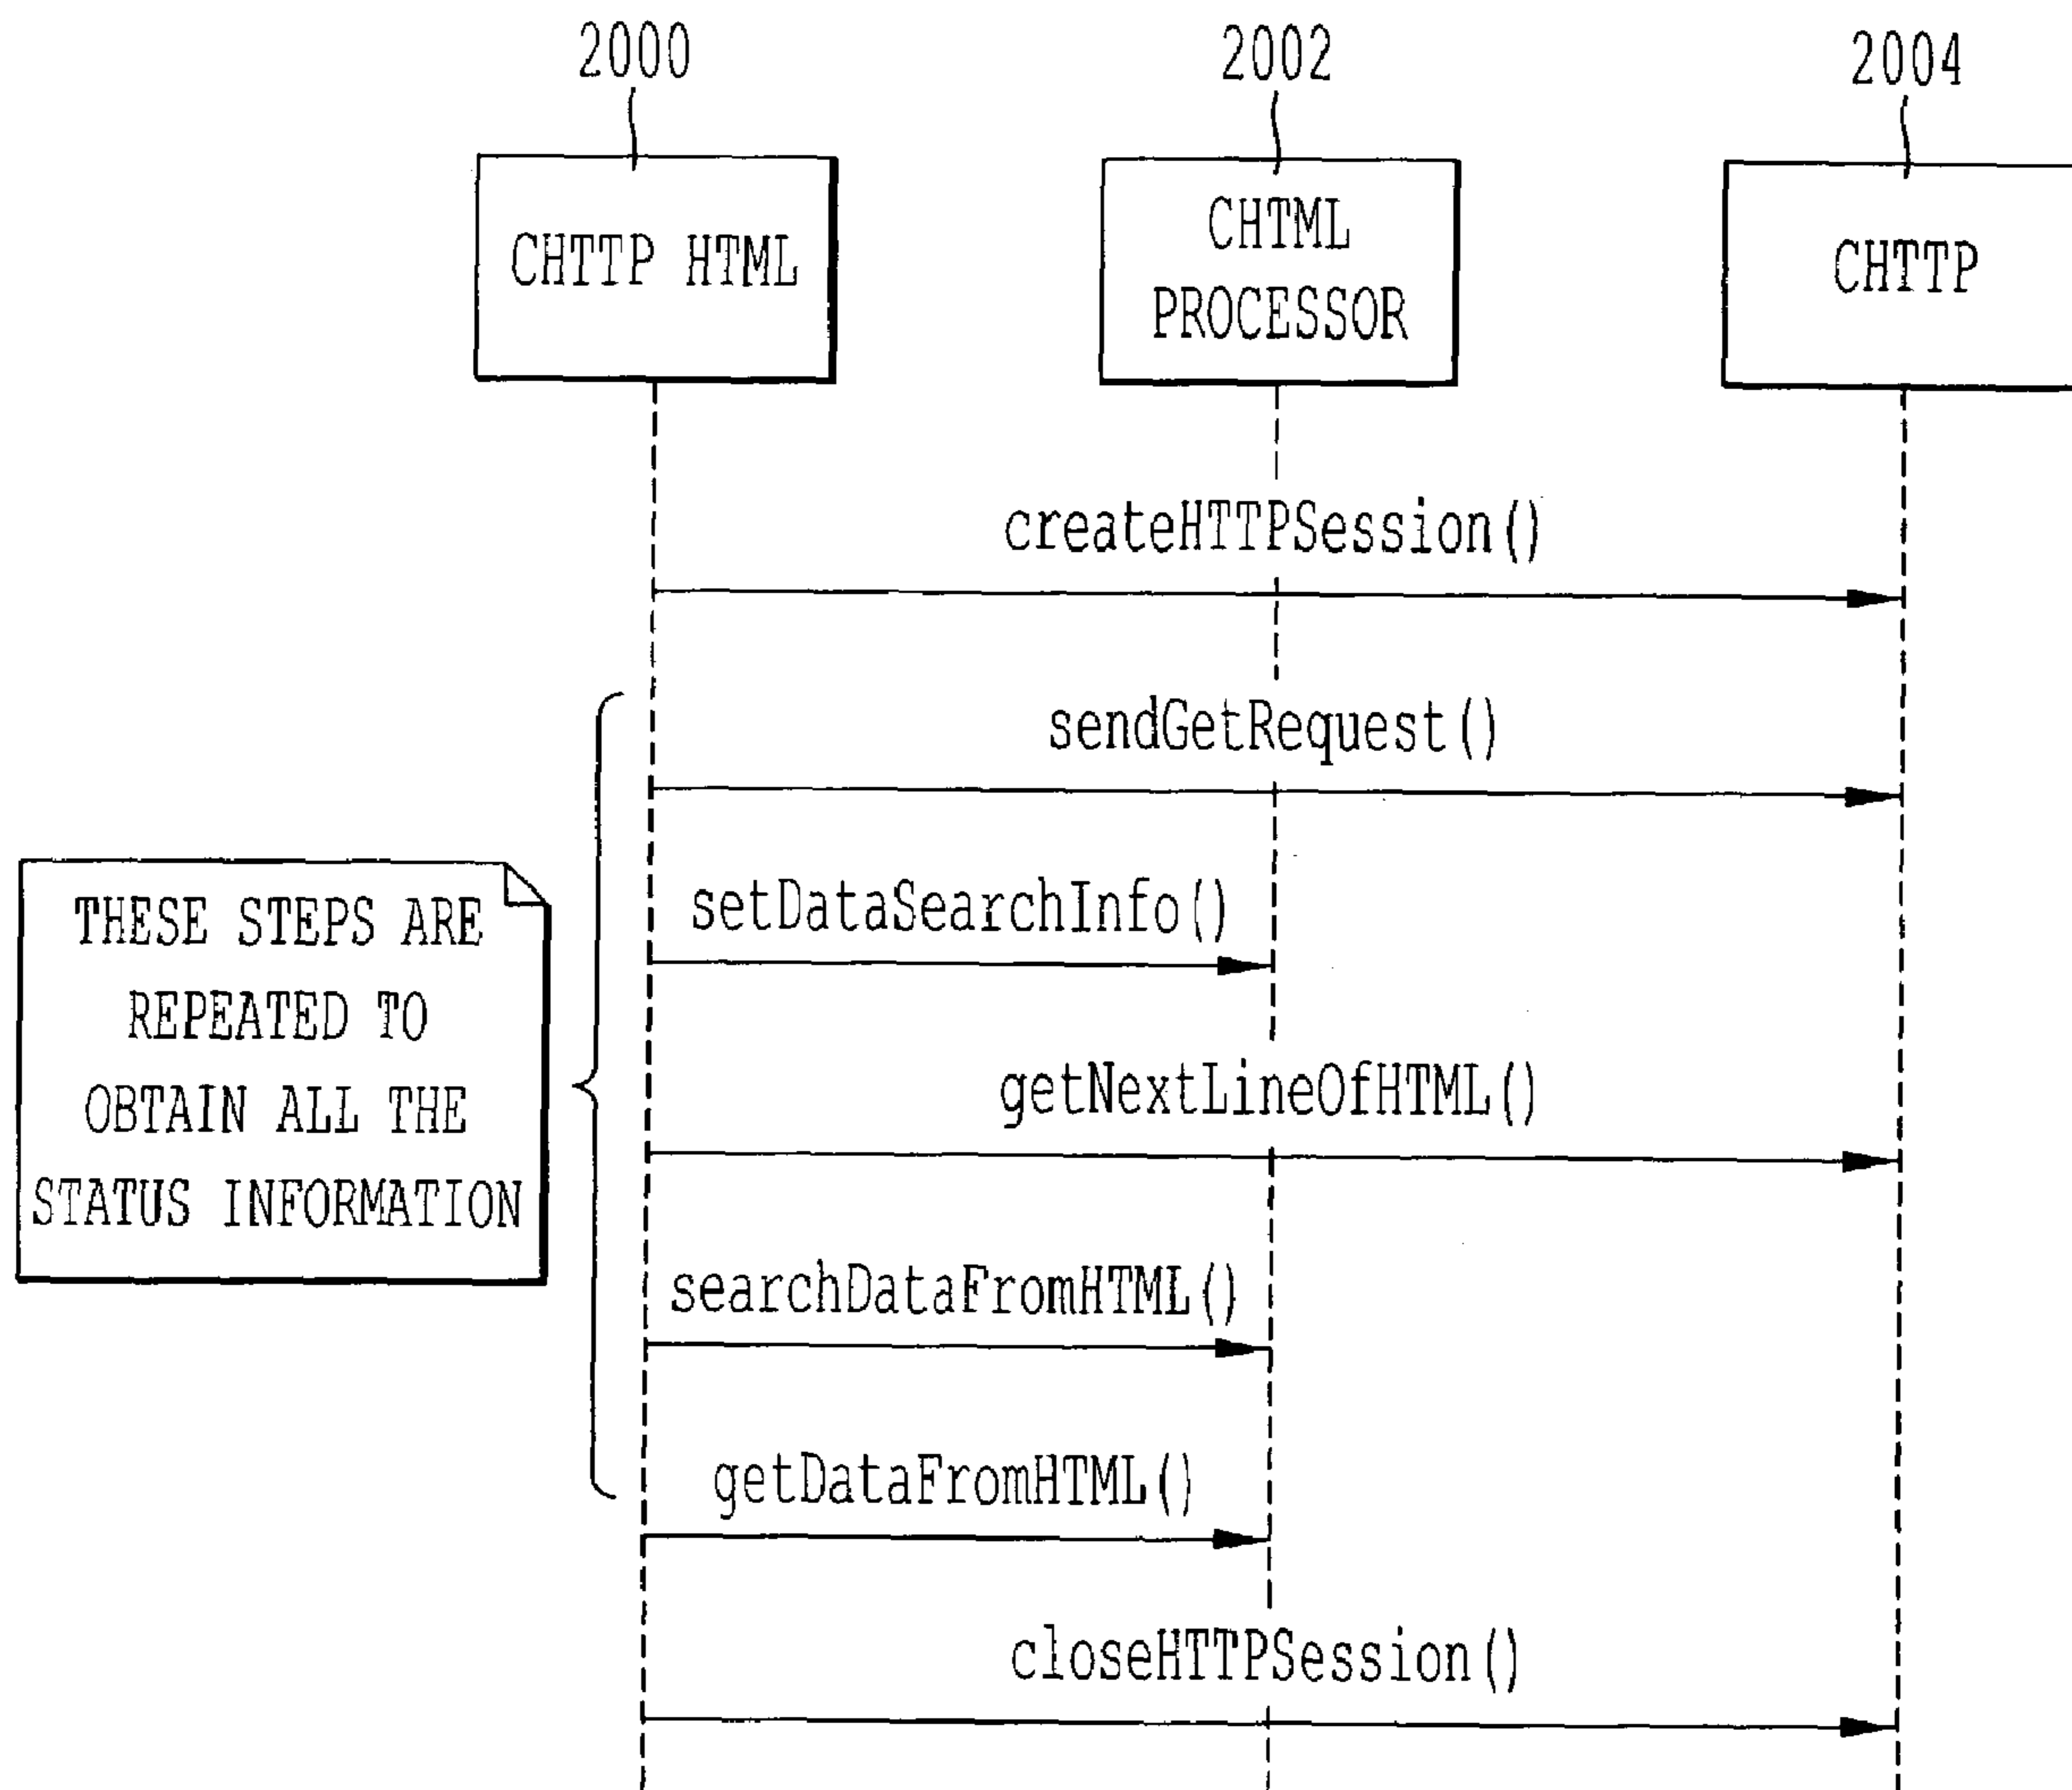 2000
2002
2004
CHTTP HTML
CHTML
PROCESSOR
CHTTP
createHTTPSession()
sendGetRequest()
setDataSearchInfo()
THESE STEPS ARE
REPEATED TO
OBTAIN ALL THE
STATUS INFORMATION
getNextLineOfHTML()
searchDataFromHTML()
getDataFromHTML()
closeHTTPSession()